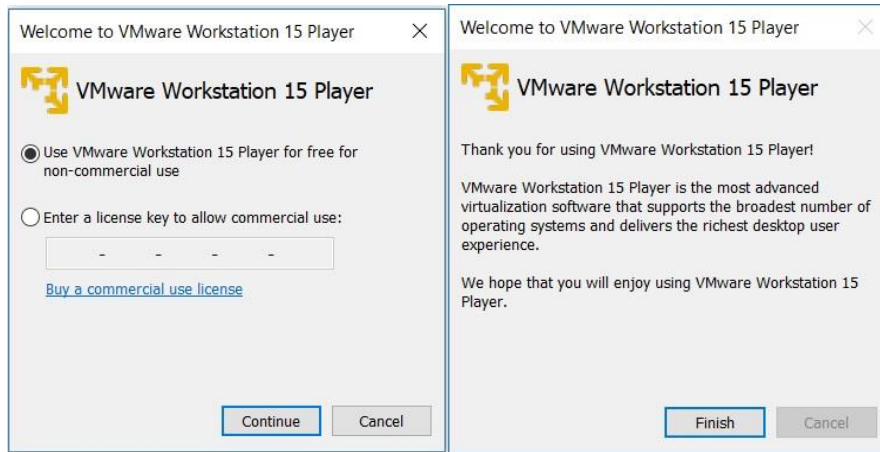 Welcome to VMware Workstation 15 Player
VMware Workstation 15 Player
Use VMware Workstation 15 Player for free for
non-commercial use
Enter a license key to allow commercial use:
- - - -
Buy a commercial use license
Continue
Cancel
Welcome to VMware Workstation 15 Player
VMware Workstation 15 Player
Thank you for using VMware Workstation 15 Player!
VMware Workstation 15 Player is the most advanced
virtualization software that supports the broadest number of
operating systems and delivers the richest desktop user
experience.
We hope that you will enjoy using VMware Workstation 15
Player.
Finish
Cancel